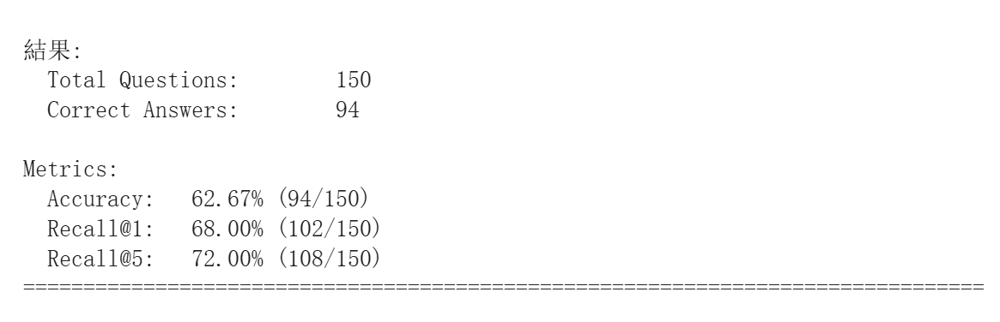 結果:
Total Questions: 150
Correct Answers: 94
Metrics:
Accuracy: 62.67% (94/150)
Recall@1: 68.00% (102/150)
Recall@5: 72.00% (108/150)
================================================================================